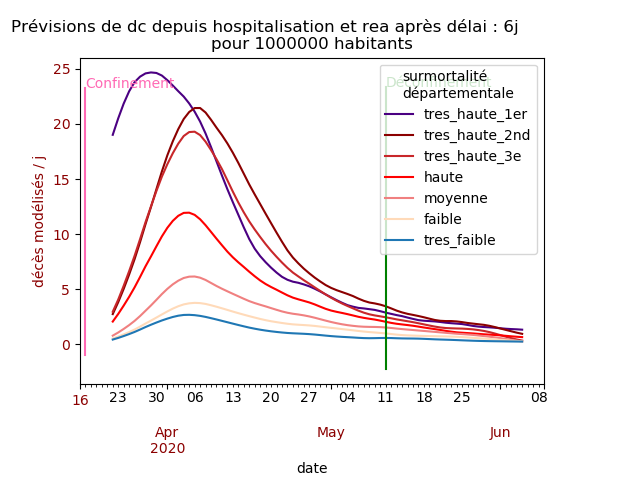 Prévisions de dc depuis hospitalisation et rea après délai : 6j
pour 1000000 habitants
Confinement
Déconfinement
surmortalité
départementale
tres_haute_1er
tres_haute_2nd
tres_haute_3e
haute
moyenne
faible
tres_faible
décès modélisés / j
25
20
15
10
5
0
16 23 30 06 13 20 27 04 11 18 25 08
Apr May Jun
2020
date